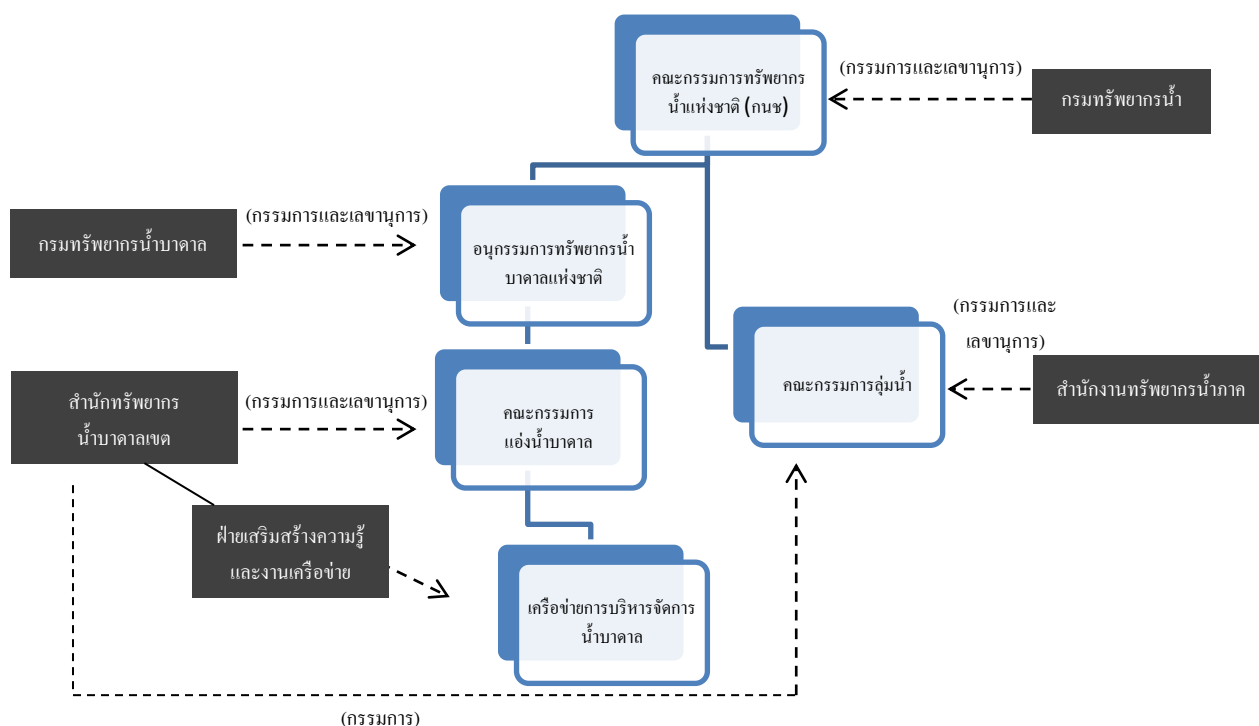 (กรรมการและเลขานุการ)
คณะกรรมการทรัพยากร
น้ำแห่งชาติ (กนช)
กรมทรัพยากรน้ำ
(กรรมการและเลขานุการ)
กรมทรัพยากรน้ำบาดาล
อนุกรรมการทรัพยากรน้ำ
บาดาลแห่งชาติ
(กรรมการและ
เลขานุการ)
คณะกรรมการลุ่มน้ำ
สำนักงานทรัพยากรน้ำภาค
สำนักทรัพยากร
น้ำบาดาลเขต
(กรรมการและเลขานุการ)
คณะกรรมการ
แอ่งน้ำบาดาล
ฝ่ายเสริมสร้างความรู้
และงานเครือข่าย
เครือข่ายการบริหารจัดการ
น้ำบาดาล
(กรรมการ)